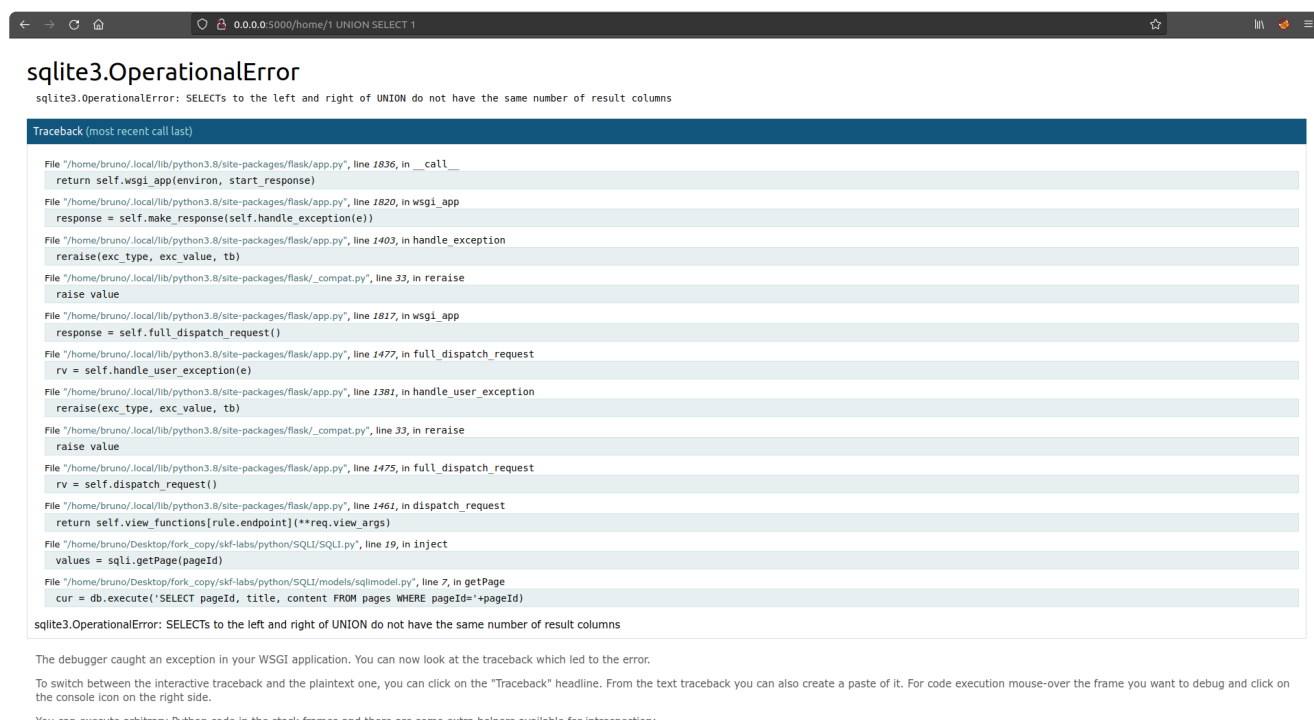 0.0.0.0:5000/home/1 UNION SELECT 1
sqlite3.OperationalError
sqlite3.OperationalError: SELECTs to the left and right of UNION do not have the same number of result columns
Traceback (most recent call last)
File "/home/bruno/.local/lib/python3.8/site-packages/flask/app.py", line 1836, in __call__
return self.wsgi_app(environ, start_response)
File "/home/bruno/.local/lib/python3.8/site-packages/flask/app.py", line 1820, in wsgi_app
response = self.make_response(self.handle_exception(e))
File "/home/bruno/.local/lib/python3.8/site-packages/flask/app.py", line 1403, in handle_exception
reraise(exc_type, exc_value, tb)
File "/home/bruno/.local/lib/python3.8/site-packages/flask/_compat.py", line 33, in reraise
raise value
File "/home/bruno/.local/lib/python3.8/site-packages/flask/app.py", line 1817, in wsgi_app
response = self.full_dispatch_request()
File "/home/bruno/.local/lib/python3.8/site-packages/flask/app.py", line 1477, in full_dispatch_request
rv = self.handle_user_exception(e)
File "/home/bruno/.local/lib/python3.8/site-packages/flask/app.py", line 1381, in handle_user_exception
reraise(exc_type, exc_value, tb)
File "/home/bruno/.local/lib/python3.8/site-packages/flask/_compat.py", line 33, in reraise
raise value
File "/home/bruno/.local/lib/python3.8/site-packages/flask/app.py", line 1475, in full_dispatch_request
rv = self.dispatch_request()
File "/home/bruno/.local/lib/python3.8/site-packages/flask/app.py", line 1461, in dispatch_request
return self.view_functions[rule.endpoint](**req.view_args)
File "/home/bruno/Desktop/fork_copy/skf-labs/python/SQLI/SQLI.py", line 19, in inject
values = sqli.getPage(pageId)
File "/home/bruno/Desktop/fork_copy/skf-labs/python/SQLI/models/sqlimodel.py", line 7, in getPage
cur = db.execute('SELECT pageId, title, content FROM pages WHERE pageId='+pageId)
sqlite3.OperationalError: SELECTs to the left and right of UNION do not have the same number of result columns
The debugger caught an exception in your WSGI application. You can now look at the traceback which led to the error.
To switch between the interactive traceback and the plaintext one, you can click on the "Traceback" headline. From the text traceback you can also create a paste of it. For code execution mouse-over the frame you want to debug and click on
the console icon on the right side.
You can execute arbitrary Python code in the stack frames and there are some extra helpers available for introspection: